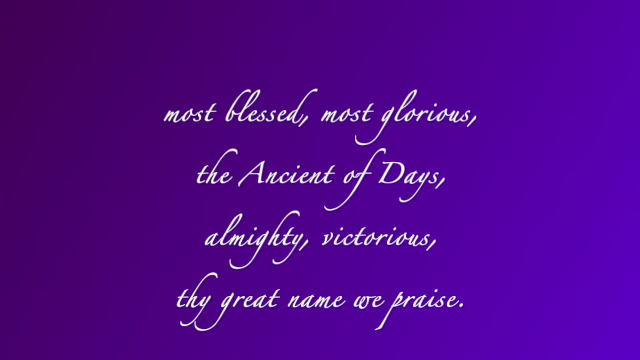 most blessed, most glorious,
the Ancient of Days,
almighty, victorious,
thy great name we praise.